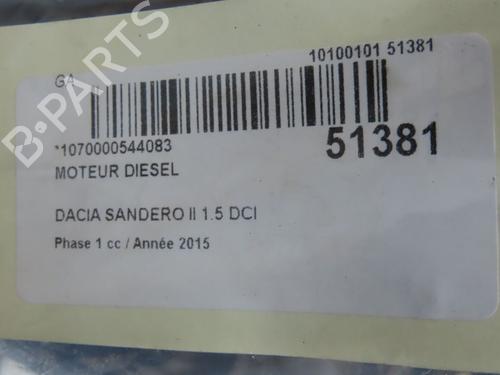 10100101 51381
GA
*1070000544083
51381
MOTEUR DIESEL
DACIA SANDERO II 1.5 DCI
Phase 1 cc / Année 2015
B-PARTS